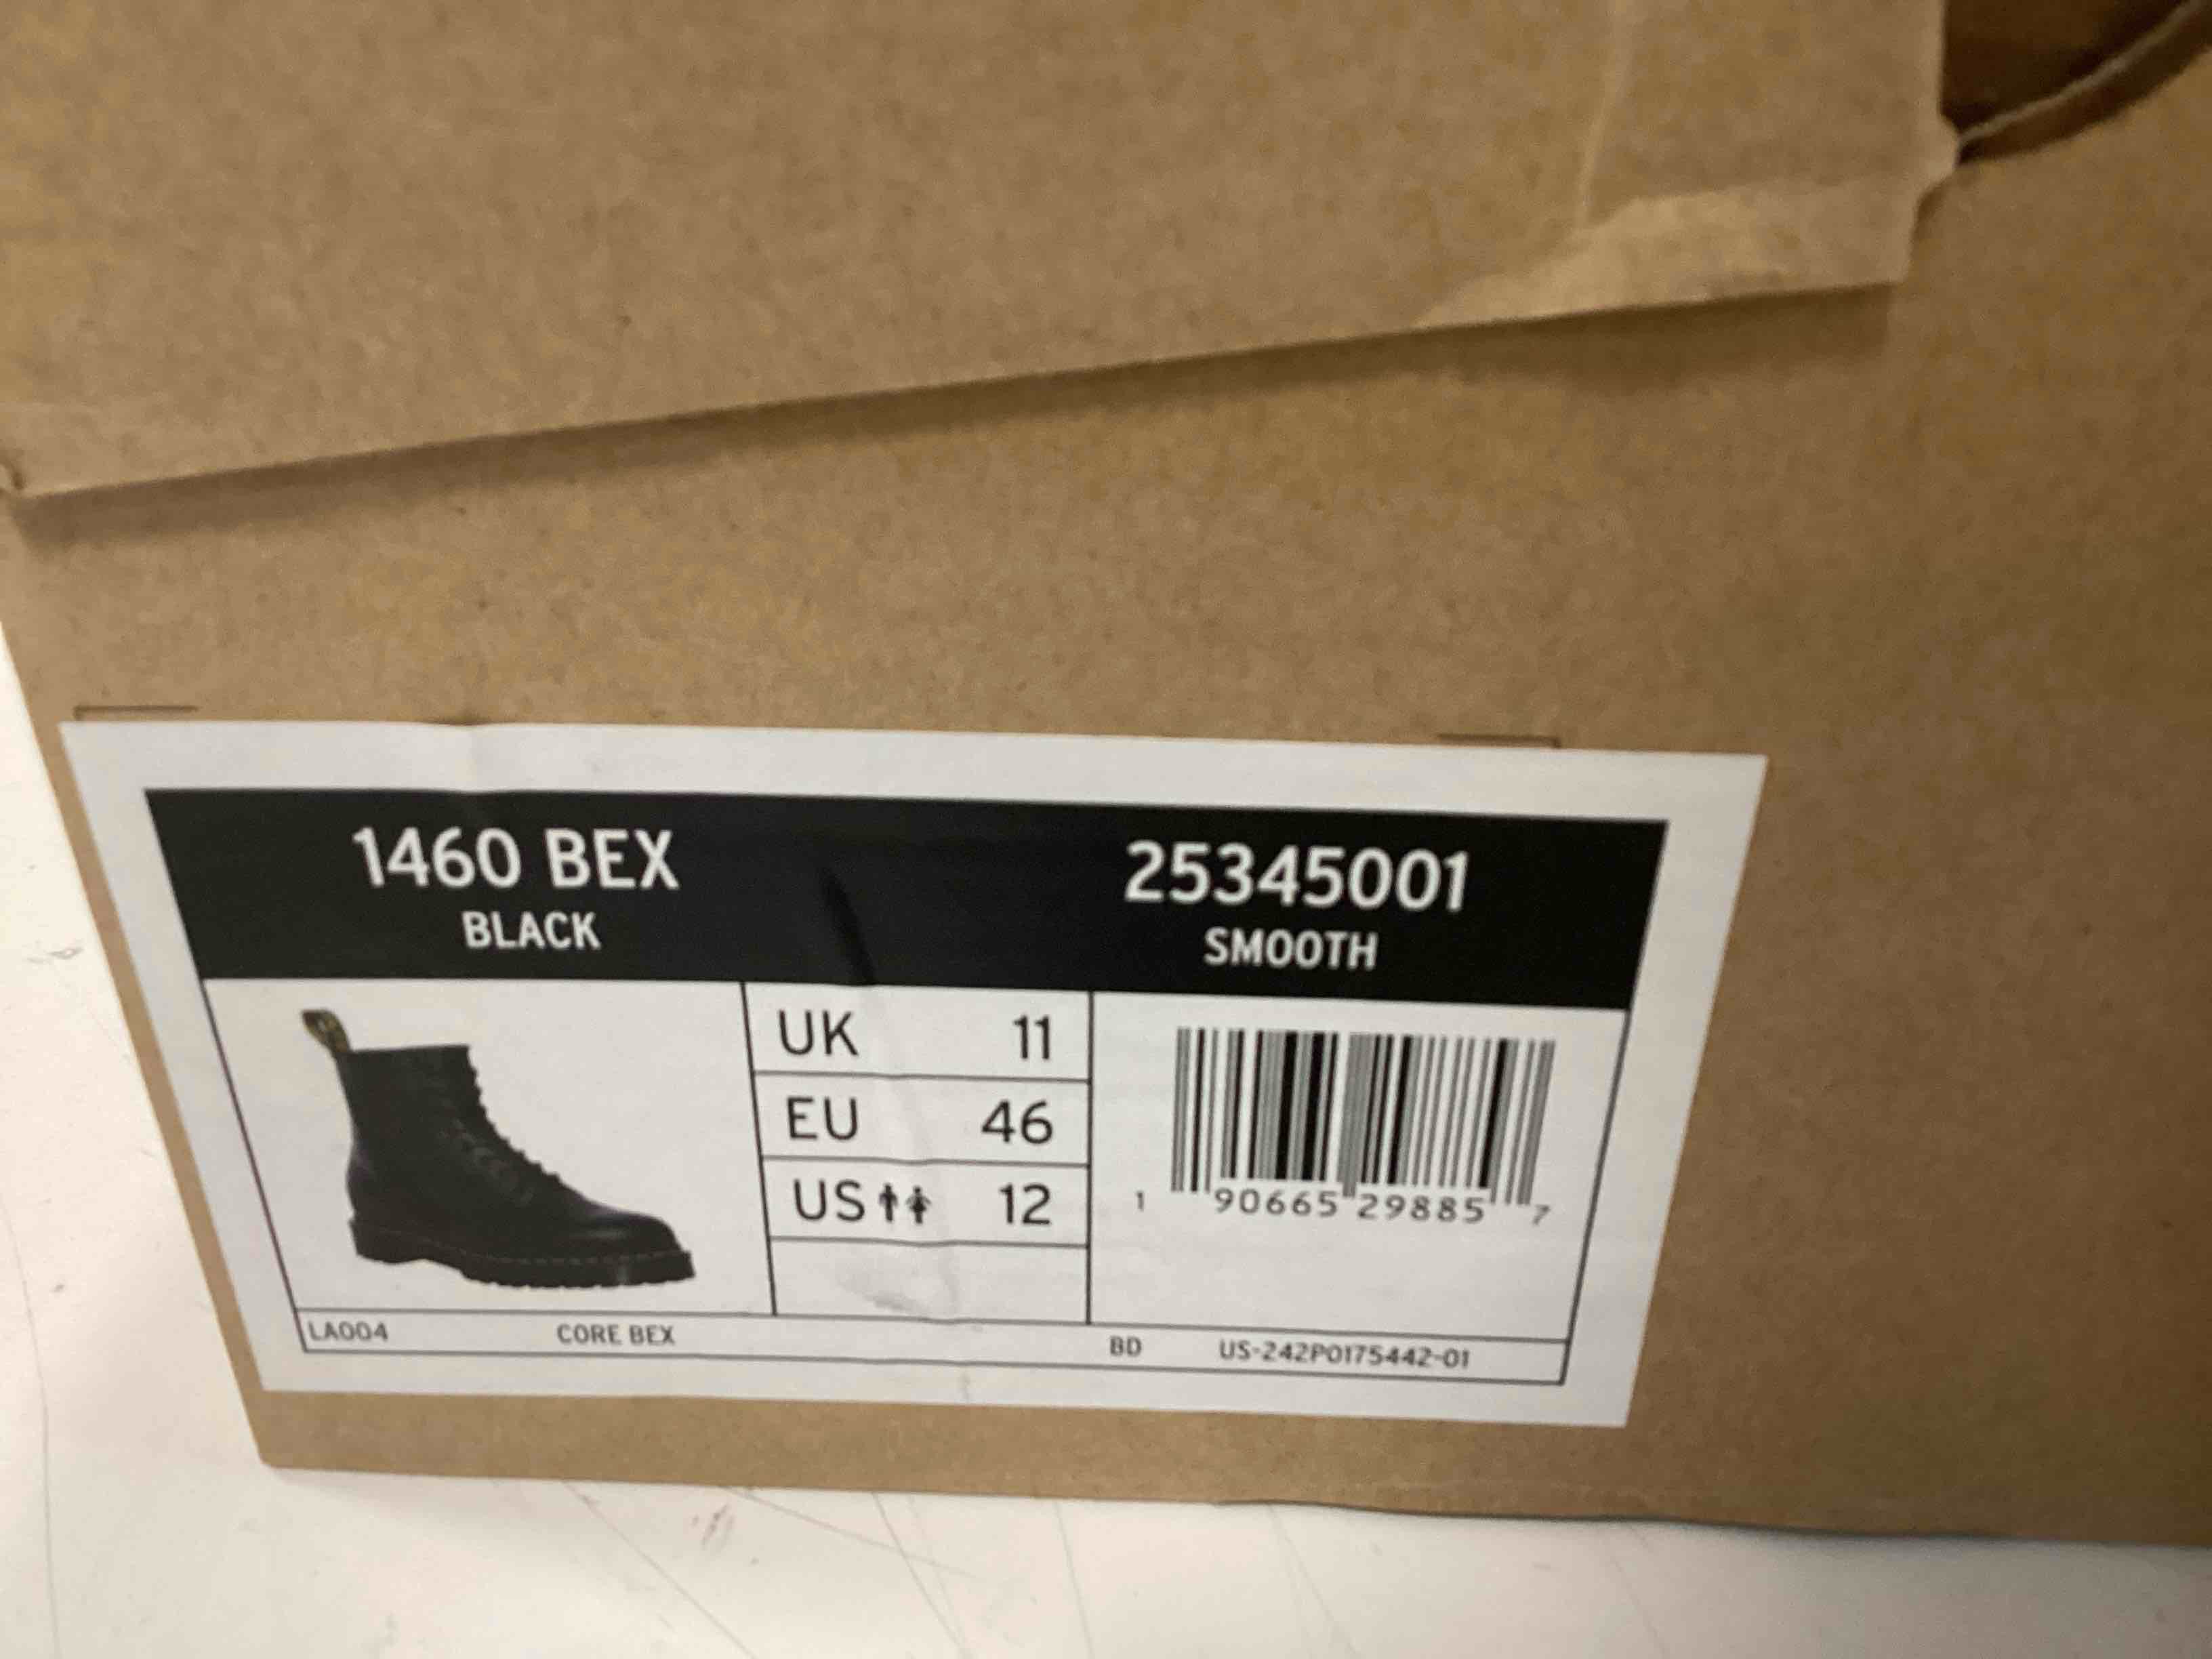 1460 BEX
BLACK
25345001
SMOOTH
UK 11
EU 46
US 12
1 90665 29885 7
LA004 CORE BEX BD US-242P0175442-01